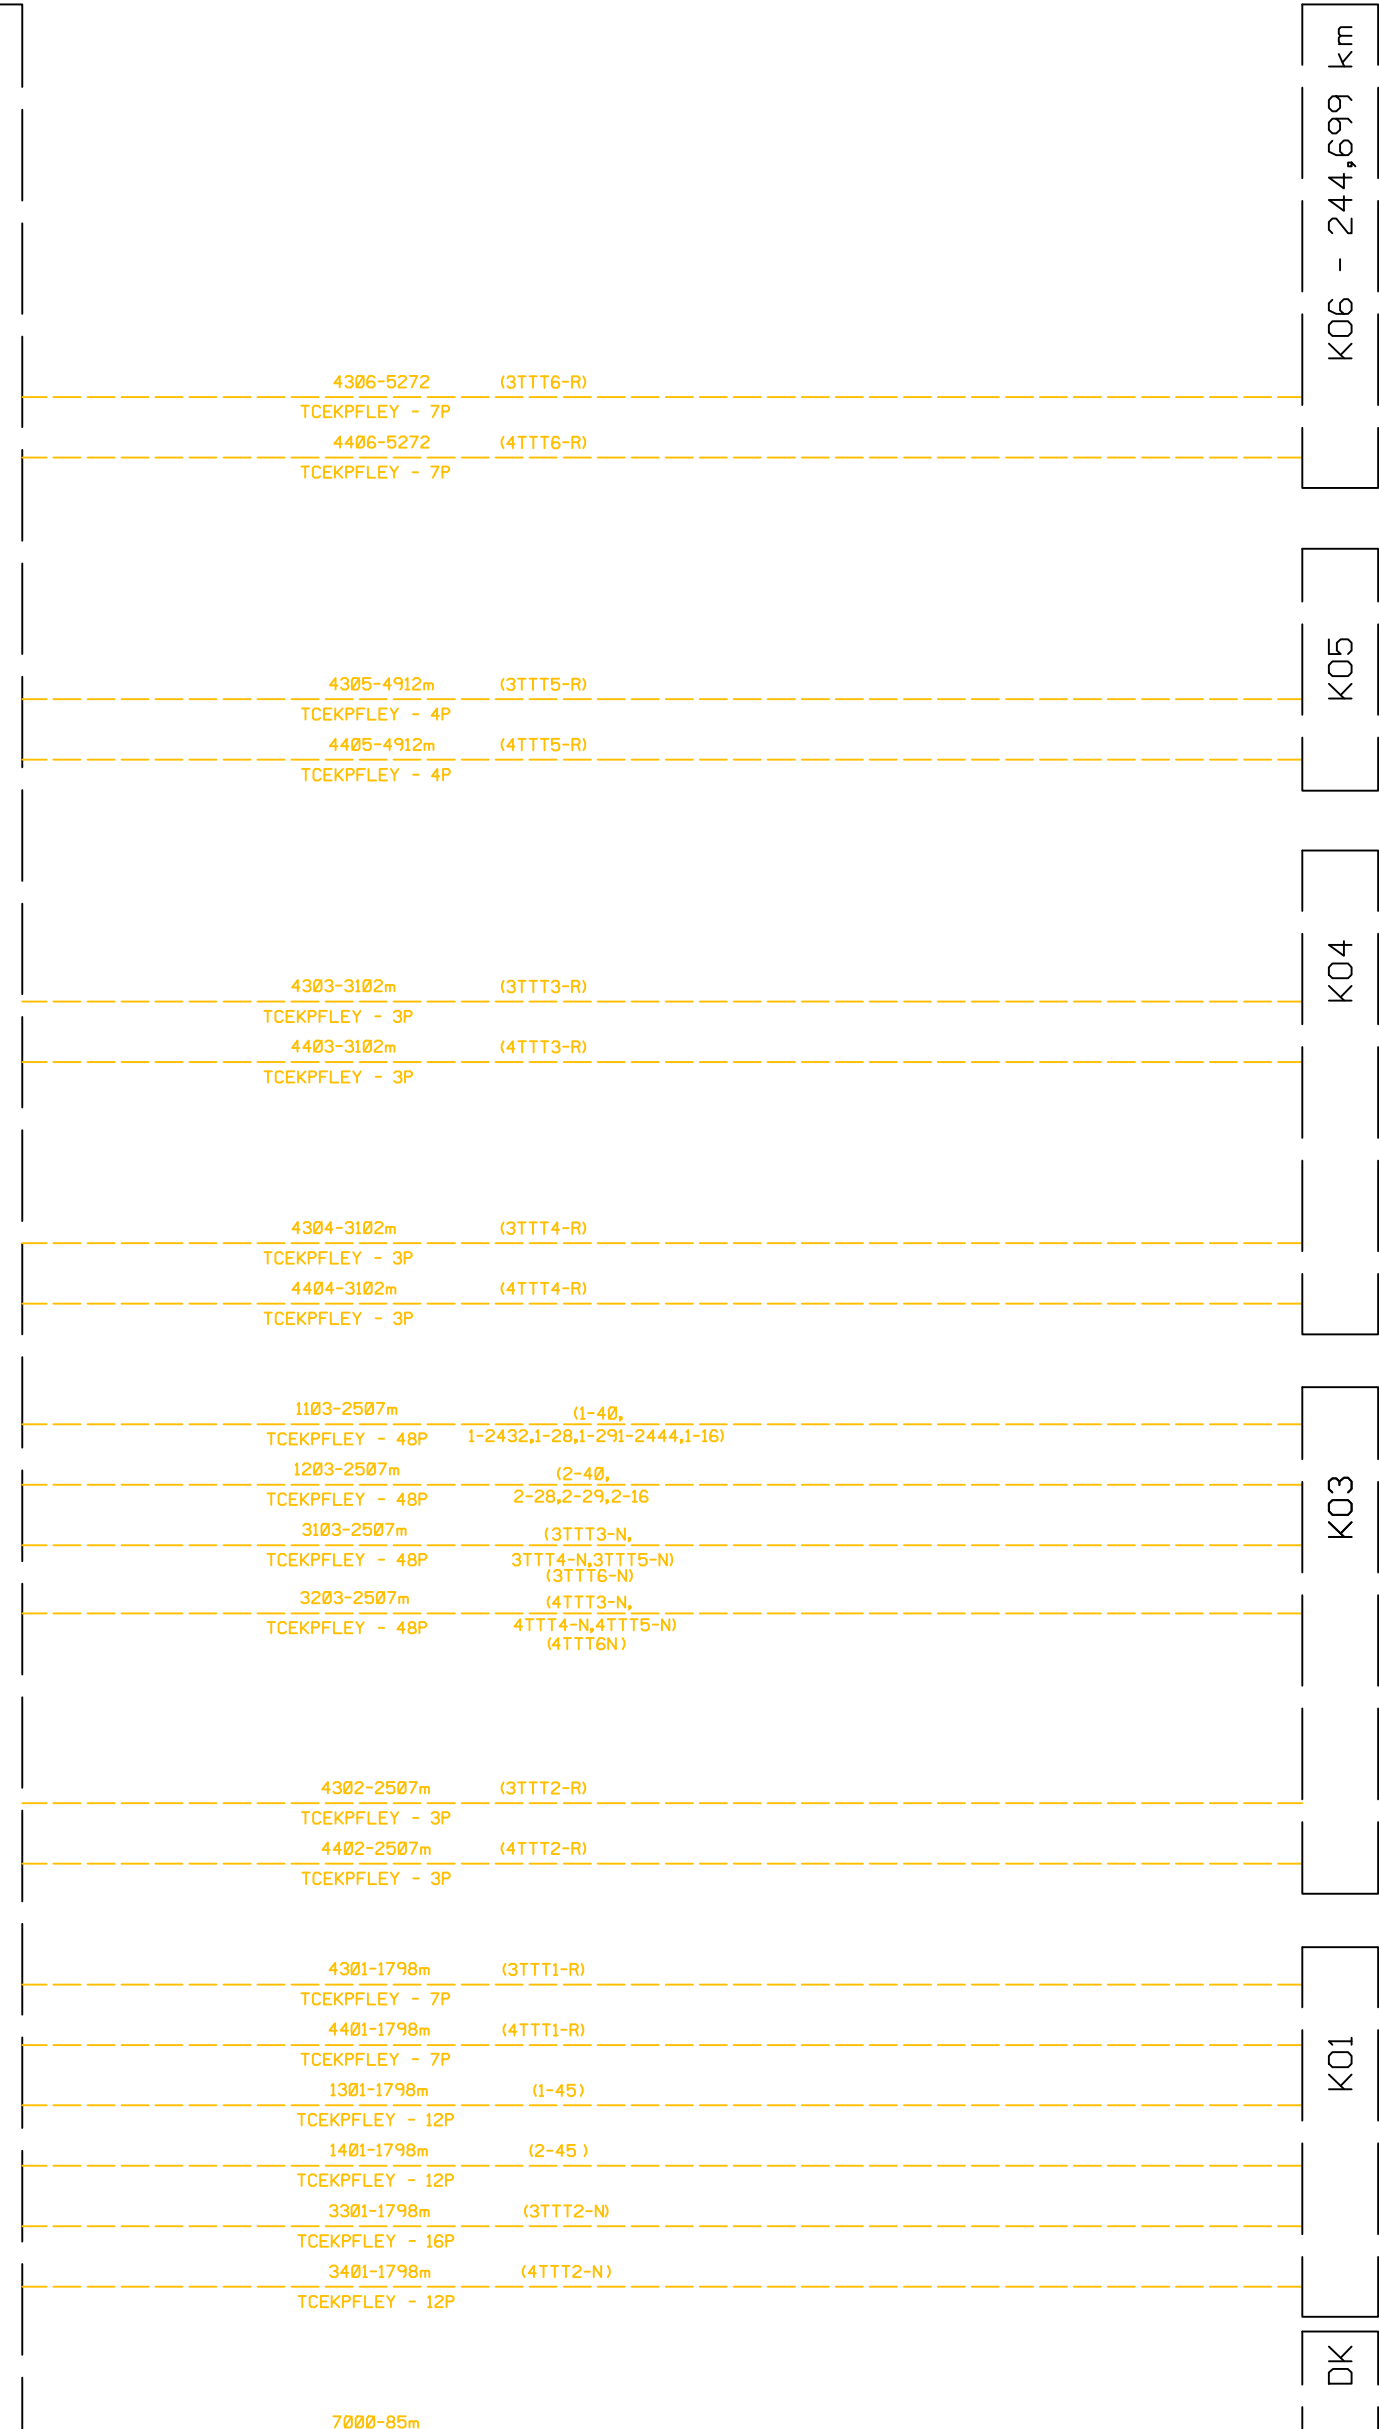 K06 - 244,699 km
4306-5272 (3TTT6-R)
TCEKPFLEY - 7P
4406-5272 (4TTT6-R)
TCEKPFLEY - 7P
K05
4305-4912m (3TTT5-R)
TCEKPFLEY - 4P
4405-4912m (4TTT5-R)
TCEKPFLEY - 4P
K04
4303-3102m (3TTT3-R)
TCEKPFLEY - 3P
4403-3102m (4TTT3-R)
TCEKPFLEY - 3P
4304-3102m (3TTT4-R)
TCEKPFLEY - 3P
4404-3102m (4TTT4-R)
TCEKPFLEY - 3P
K03
1103-2507m (1-40,
TCEKPFLEY - 48P 1-2432,1-28,1-291-2444,1-16)
1203-2507m (2-40,
TCEKPFLEY - 48P 2-28,2-29,2-16
3103-2507m (3TTT3-N,
TCEKPFLEY - 48P 3TTT4-N,3TTT5-N)
(3TTT6-N)
3203-2507m (4TTT3-N,
TCEKPFLEY - 48P 4TTT4-N,4TTT5-N)
(4TTT6N)
4302-2507m (3TTT2-R)
TCEKPFLEY - 3P
4402-2507m (4TTT2-R)
TCEKPFLEY - 3P
K01
4301-1798m (3TTT1-R)
TCEKPFLEY - 7P
4401-1798m (4TTT1-R)
TCEKPFLEY - 7P
1301-1798m (1-45)
TCEKPFLEY - 12P
1401-1798m (2-45 )
TCEKPFLEY - 12P
3301-1798m (3TTT2-N)
TCEKPFLEY - 16P
3401-1798m (4TTT2-N)
TCEKPFLEY - 12P
DK
7000-85m